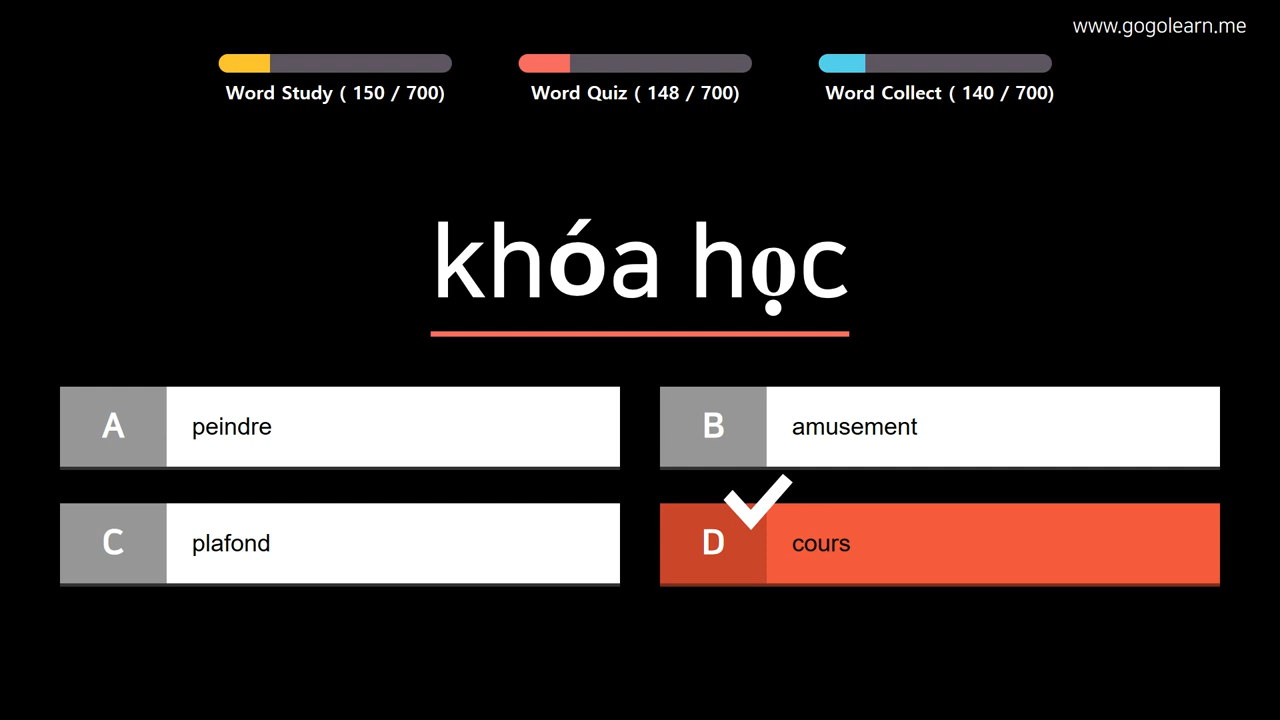 www.gogolearn.me
Word Study ( 150 / 700)
Word Quiz ( 148 / 700)
Word Collect ( 140 / 700)
khóa học
A peindre
B amusement
C plafond
D cours